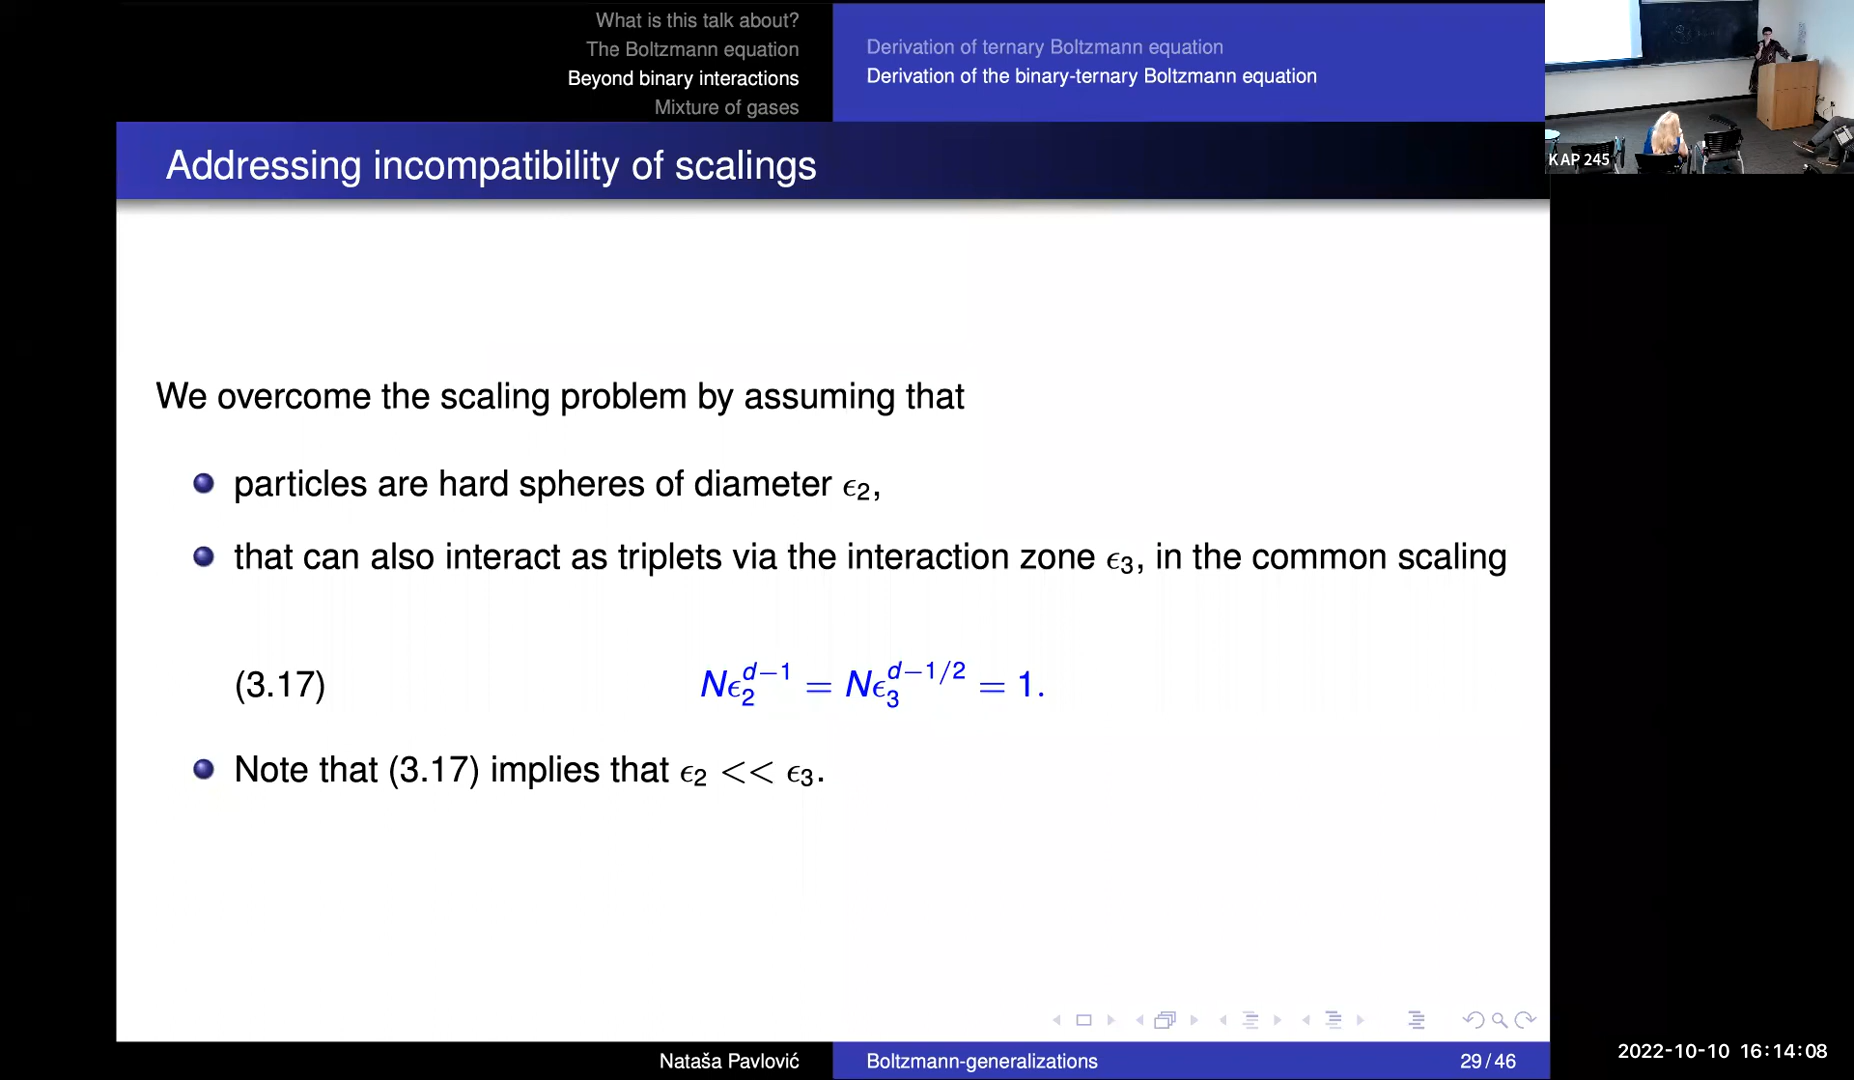 What is this talk about?
The Boltzmann equation
Beyond binary interactions
Mixture of gases
Derivation of ternary Boltzmann equation
Derivation of the binary-ternary Boltzmann equation
KAP 245
Addressing incompatibility of scalings
We overcome the scaling problem by assuming that
particles are hard spheres of diameter ϵ₂,
that can also interact as triplets via the interaction zone ϵ₃, in the common scaling
(3.17) Nϵ₂^{d−1} = Nϵ₃^{d−1/2} = 1.
Note that (3.17) implies that ϵ₂ << ϵ₃.
Nataša Pavlović
Boltzmann-generalizations
29/46
2022-10-10 16:14:08